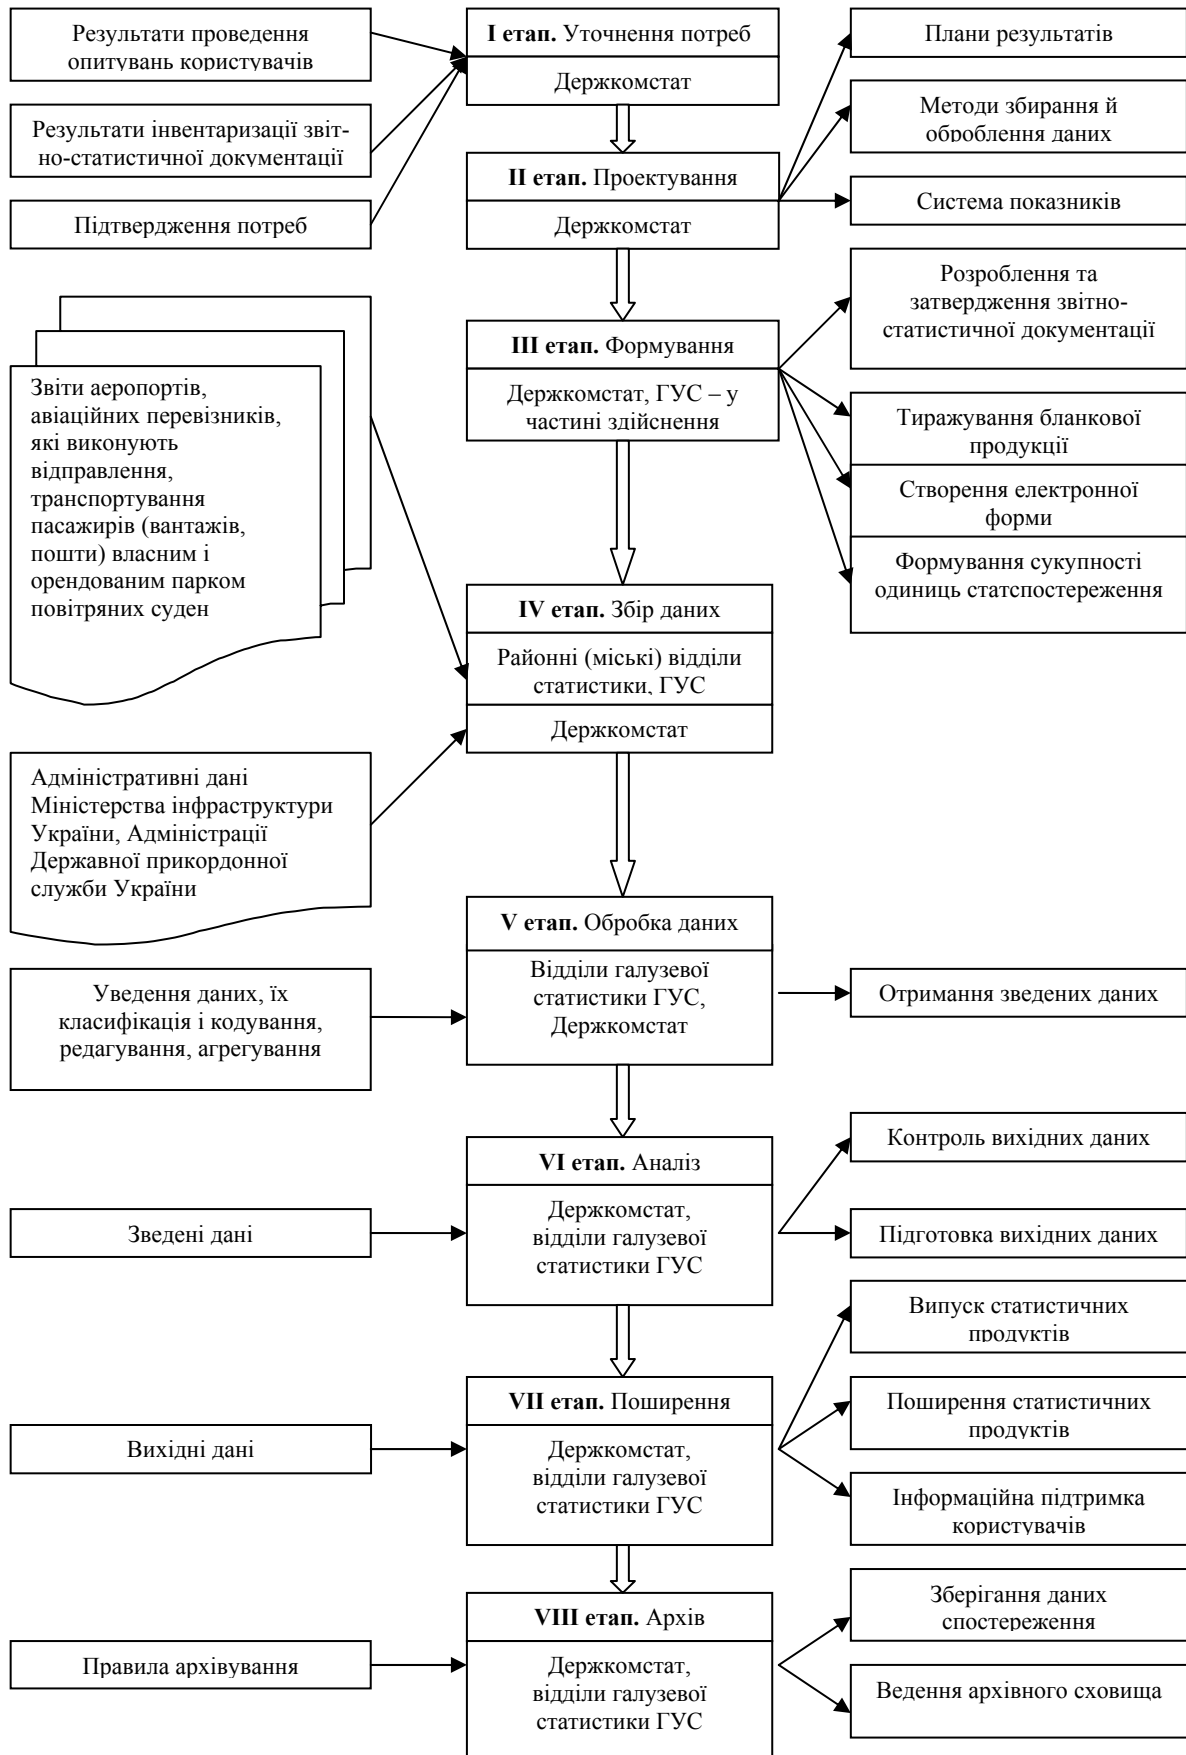 Результати проведення
опитувань користувачів
Результати інвентаризації звіт-
но-статистичної документації
Підтвердження потреб
I етап. Уточнення потреб
Держкомстат
II етап. Проектування
Держкомстат
Плани результатів
Методи збирання й
оброблення даних
Система показників
III етап. Формування
Держкомстат, ГУС – у
частині здійснення
Розроблення та
затвердження звітно-
статистичної документації
Тиражування бланкової
продукції
Створення електронної
форми
Формування сукупності
одиниць статспостереження
Звіти аеропортів,
авіаційних перевізників,
які виконують
відправлення,
транспортування
пасажирів (вантажів,
пошти) власним і
орендованим парком
повітряних суден
IV етап. Збір даних
Районні (міські) відділи
статистики, ГУС
Держкомстат
Адміністративні дані
Міністерства інфраструктури
України, Адміністрації
Державної прикордонної
служби України
V етап. Обробка даних
Відділи галузевої
статистики ГУС,
Держкомстат
Уведення даних, їх
класифікація і кодування,
редагування, агрегування
Отримання зведених даних
VI етап. Аналіз
Держкомстат,
відділи галузевої
статистики ГУС
Зведені дані
Контроль вихідних даних
Підготовка вихідних даних
VII етап. Поширення
Держкомстат,
відділи галузевої
статистики ГУС
Вихідні дані
Випуск статистичних
продуктів
Поширення статистичних
продуктів
Інформаційна підтримка
користувачів
VIII етап. Архів
Держкомстат,
відділи галузевої
статистики ГУС
Правила архівування
Зберігання даних
спостереження
Ведення архівного сховища